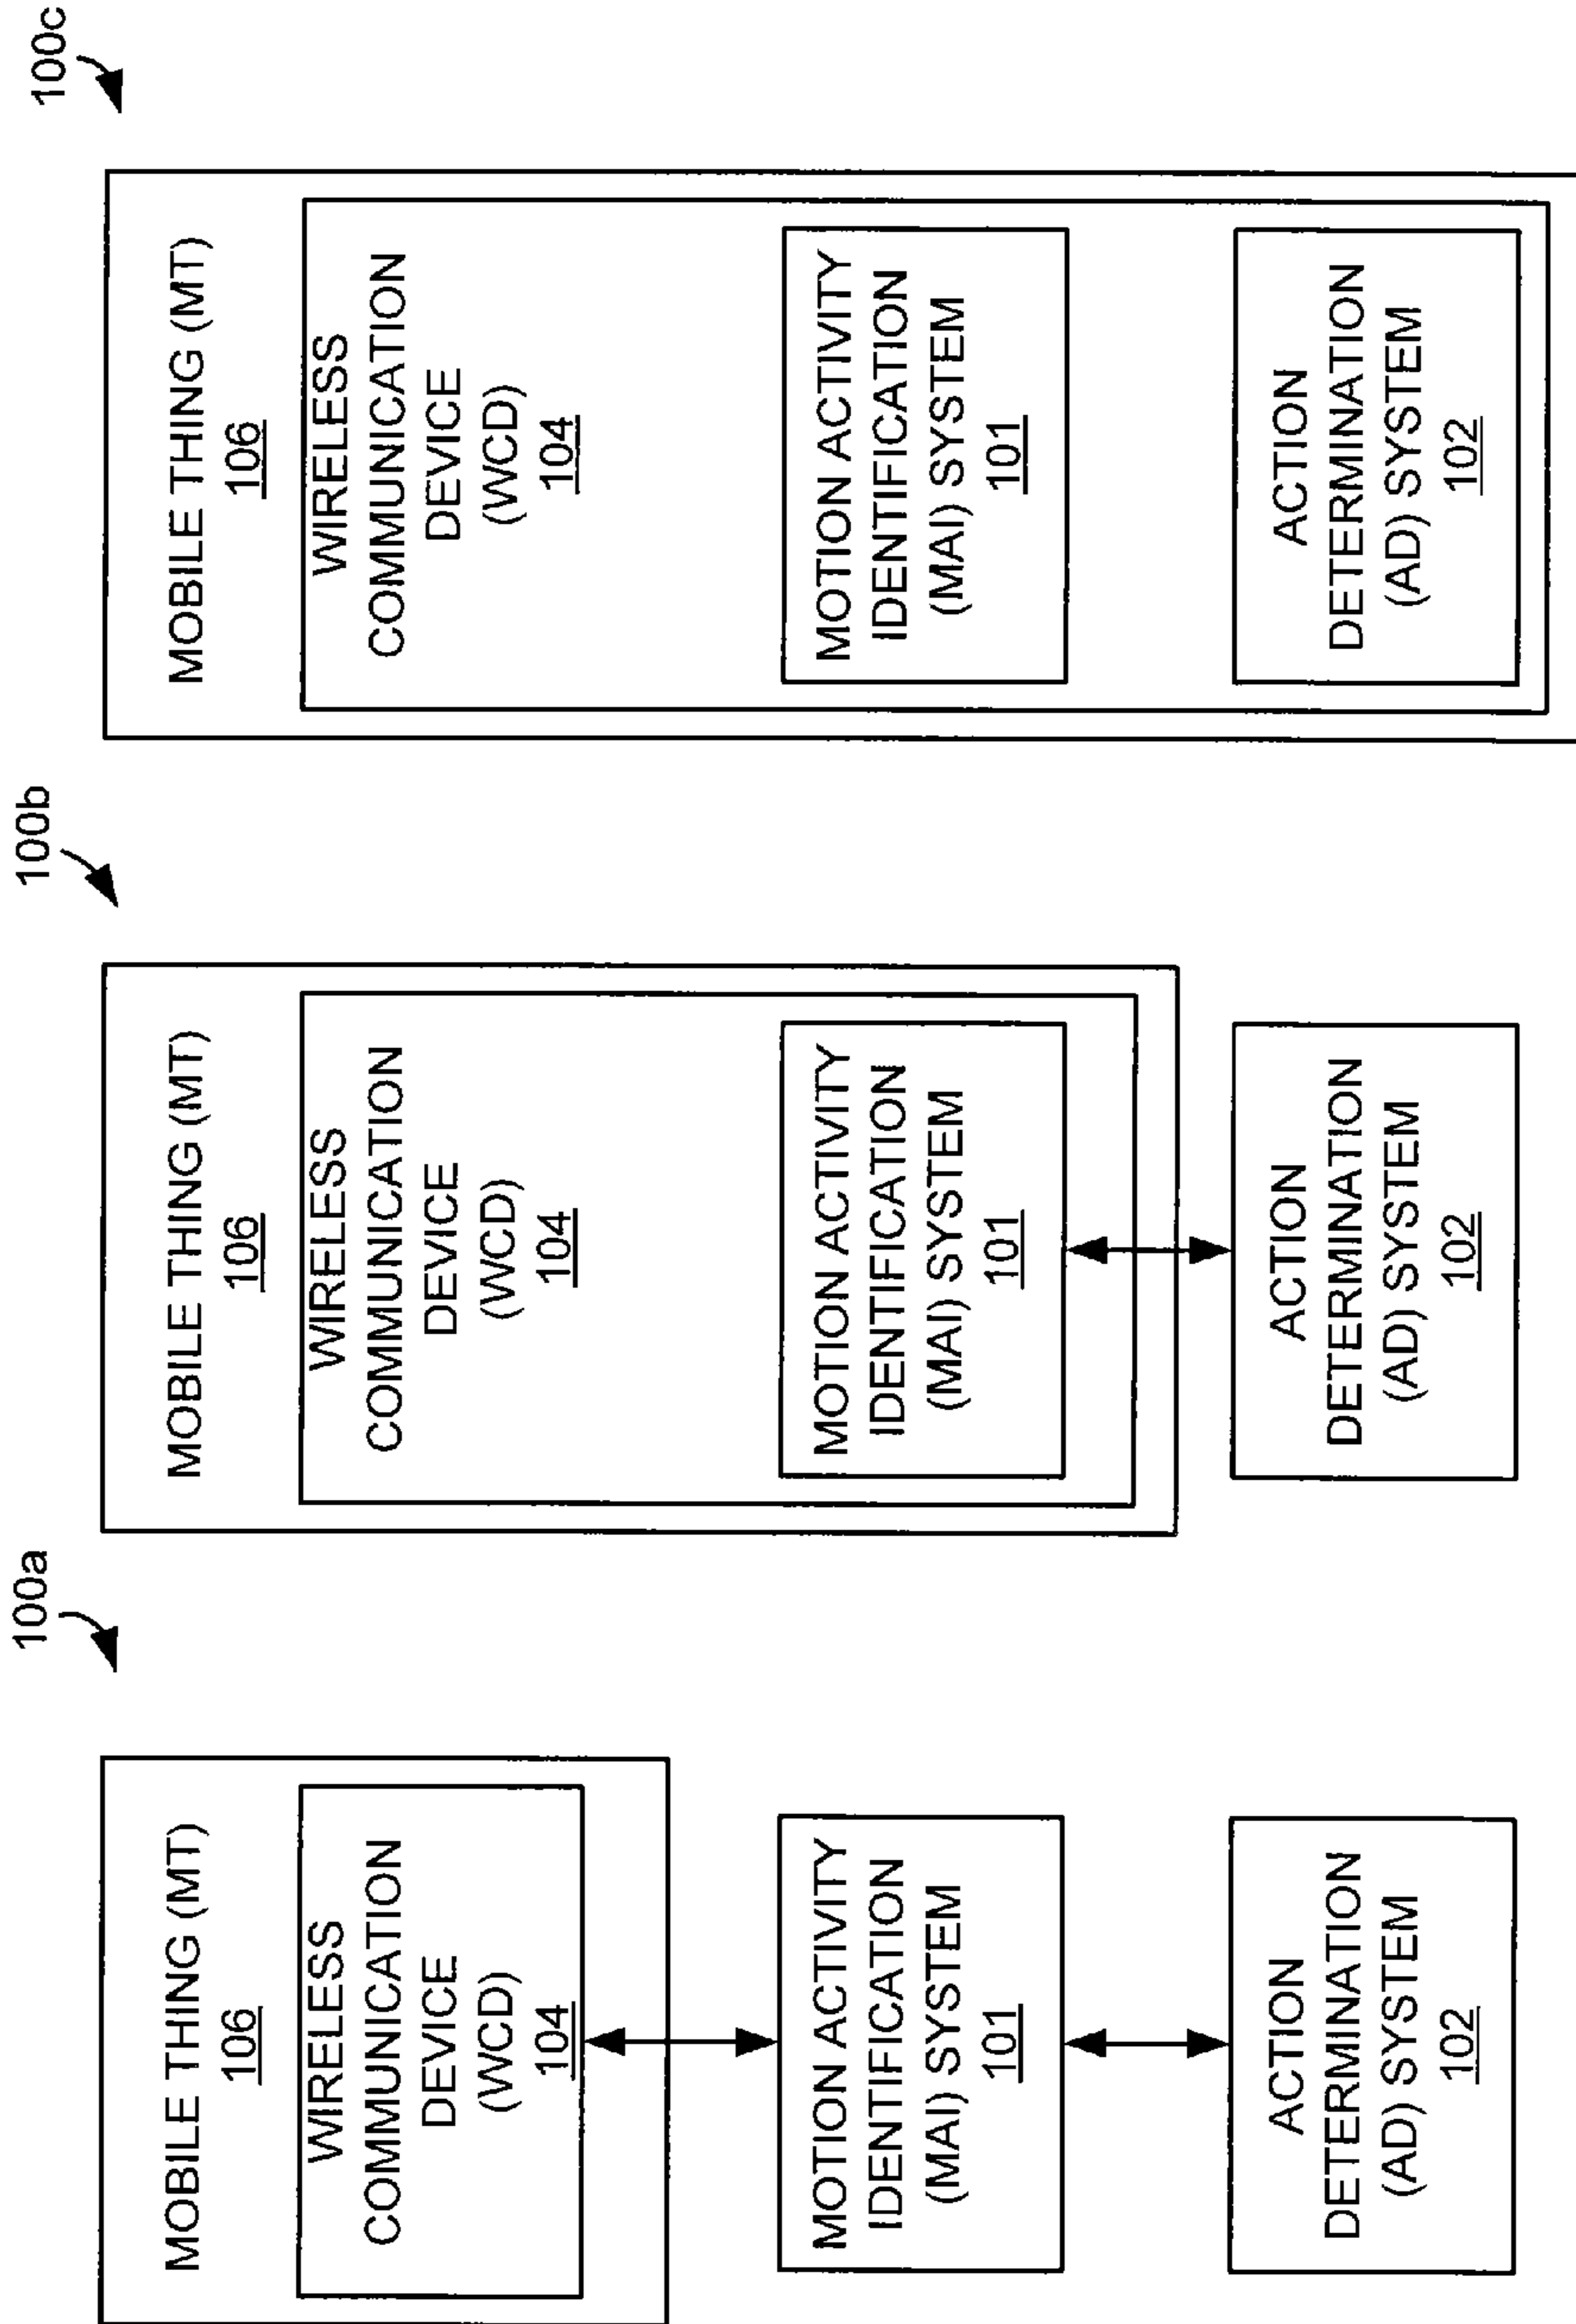 100a
MOBILE THING (MT)
106
WIRELESS
COMMUNICATION
DEVICE
(WCD)
104
MOTION ACTIVITY
IDENTIFICATION
(MAI) SYSTEM
101
ACTION
DETERMINATION
(AD) SYSTEM
102
100b
MOBILE THING (MT)
106
WIRELESS
COMMUNICATION
DEVICE
(WCD)
104
MOTION ACTIVITY
IDENTIFICATION
(MAI) SYSTEM
101
ACTION
DETERMINATION
(AD) SYSTEM
102
100c
MOBILE THING (MT)
106
WIRELESS
COMMUNICATION
DEVICE
(WCD)
104
MOTION ACTIVITY
IDENTIFICATION
(MAI) SYSTEM
101
ACTION
DETERMINATION
(AD) SYSTEM
102